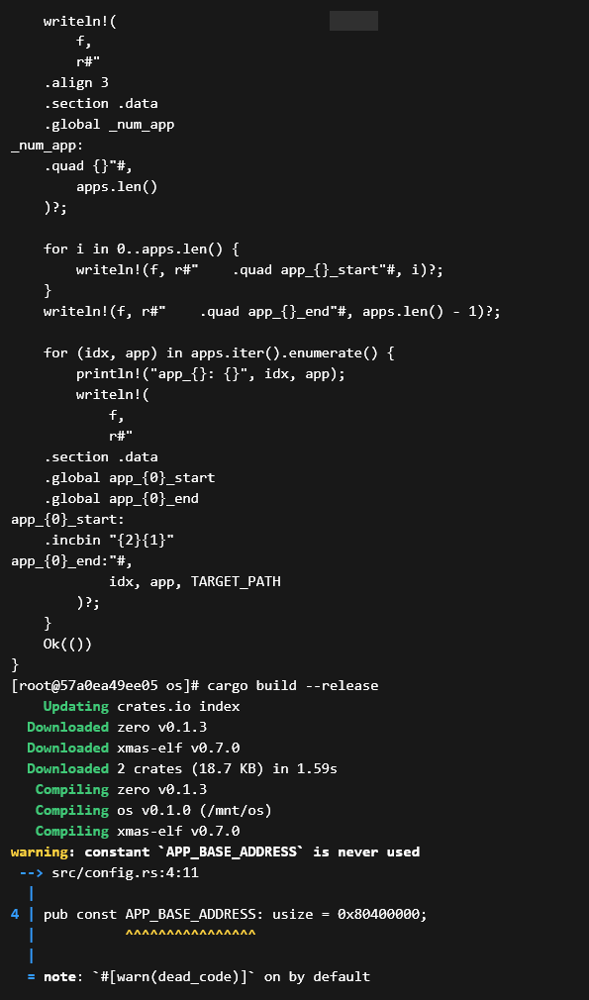 writeln!(
        f,
        r#"
    .align 3
    .section .data
    .global _num_app
_num_app:
    .quad {}"#,
        apps.len()
    )?;

    for i in 0..apps.len() {
        writeln!(f, r#"    .quad app_{}_start"#, i)?;
    }
    writeln!(f, r#"    .quad app_{}_end"#, apps.len() - 1)?;

    for (idx, app) in apps.iter().enumerate() {
        println!("app_{}: {}", idx, app);
        writeln!(
            f,
            r#"
    .section .data
    .global app_{0}_start
    .global app_{0}_end
app_{0}_start:
    .incbin "{2}{1}"
app_{0}_end:"#,
            idx, app, TARGET_PATH
        )?;
    }
    Ok(())
}
[root@57a0ea49ee05 os]# cargo build --release
    Updating crates.io index
  Downloaded zero v0.1.3
  Downloaded xmas-elf v0.7.0
  Downloaded 2 crates (18.7 KB) in 1.59s
   Compiling zero v0.1.3
   Compiling os v0.1.0 (/mnt/os)
   Compiling xmas-elf v0.7.0
warning: constant `APP_BASE_ADDRESS` is never used
 --> src/config.rs:4:11
  |
4 | pub const APP_BASE_ADDRESS: usize = 0x80400000;
  |           ^^^^^^^^^^^^^^^^
  |
  = note: `#[warn(dead_code)]` on by default